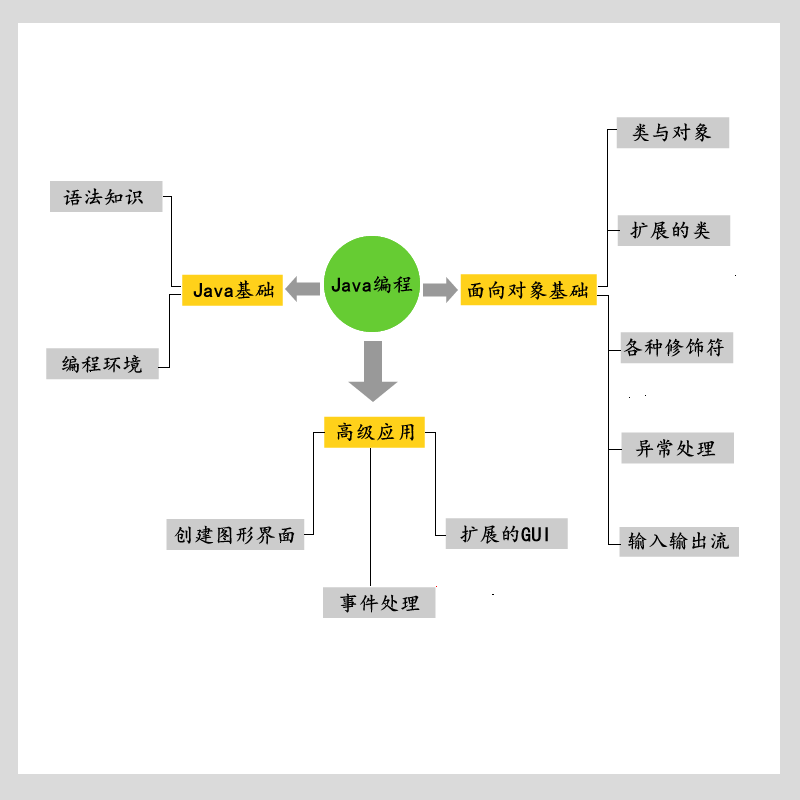 类与对象
语法知识
扩展的类
Java基础
Java编程
面向对象基础
各种修饰符
编程环境
高级应用
异常处理
创建图形界面
扩展的GUI
输入输出流
事件处理